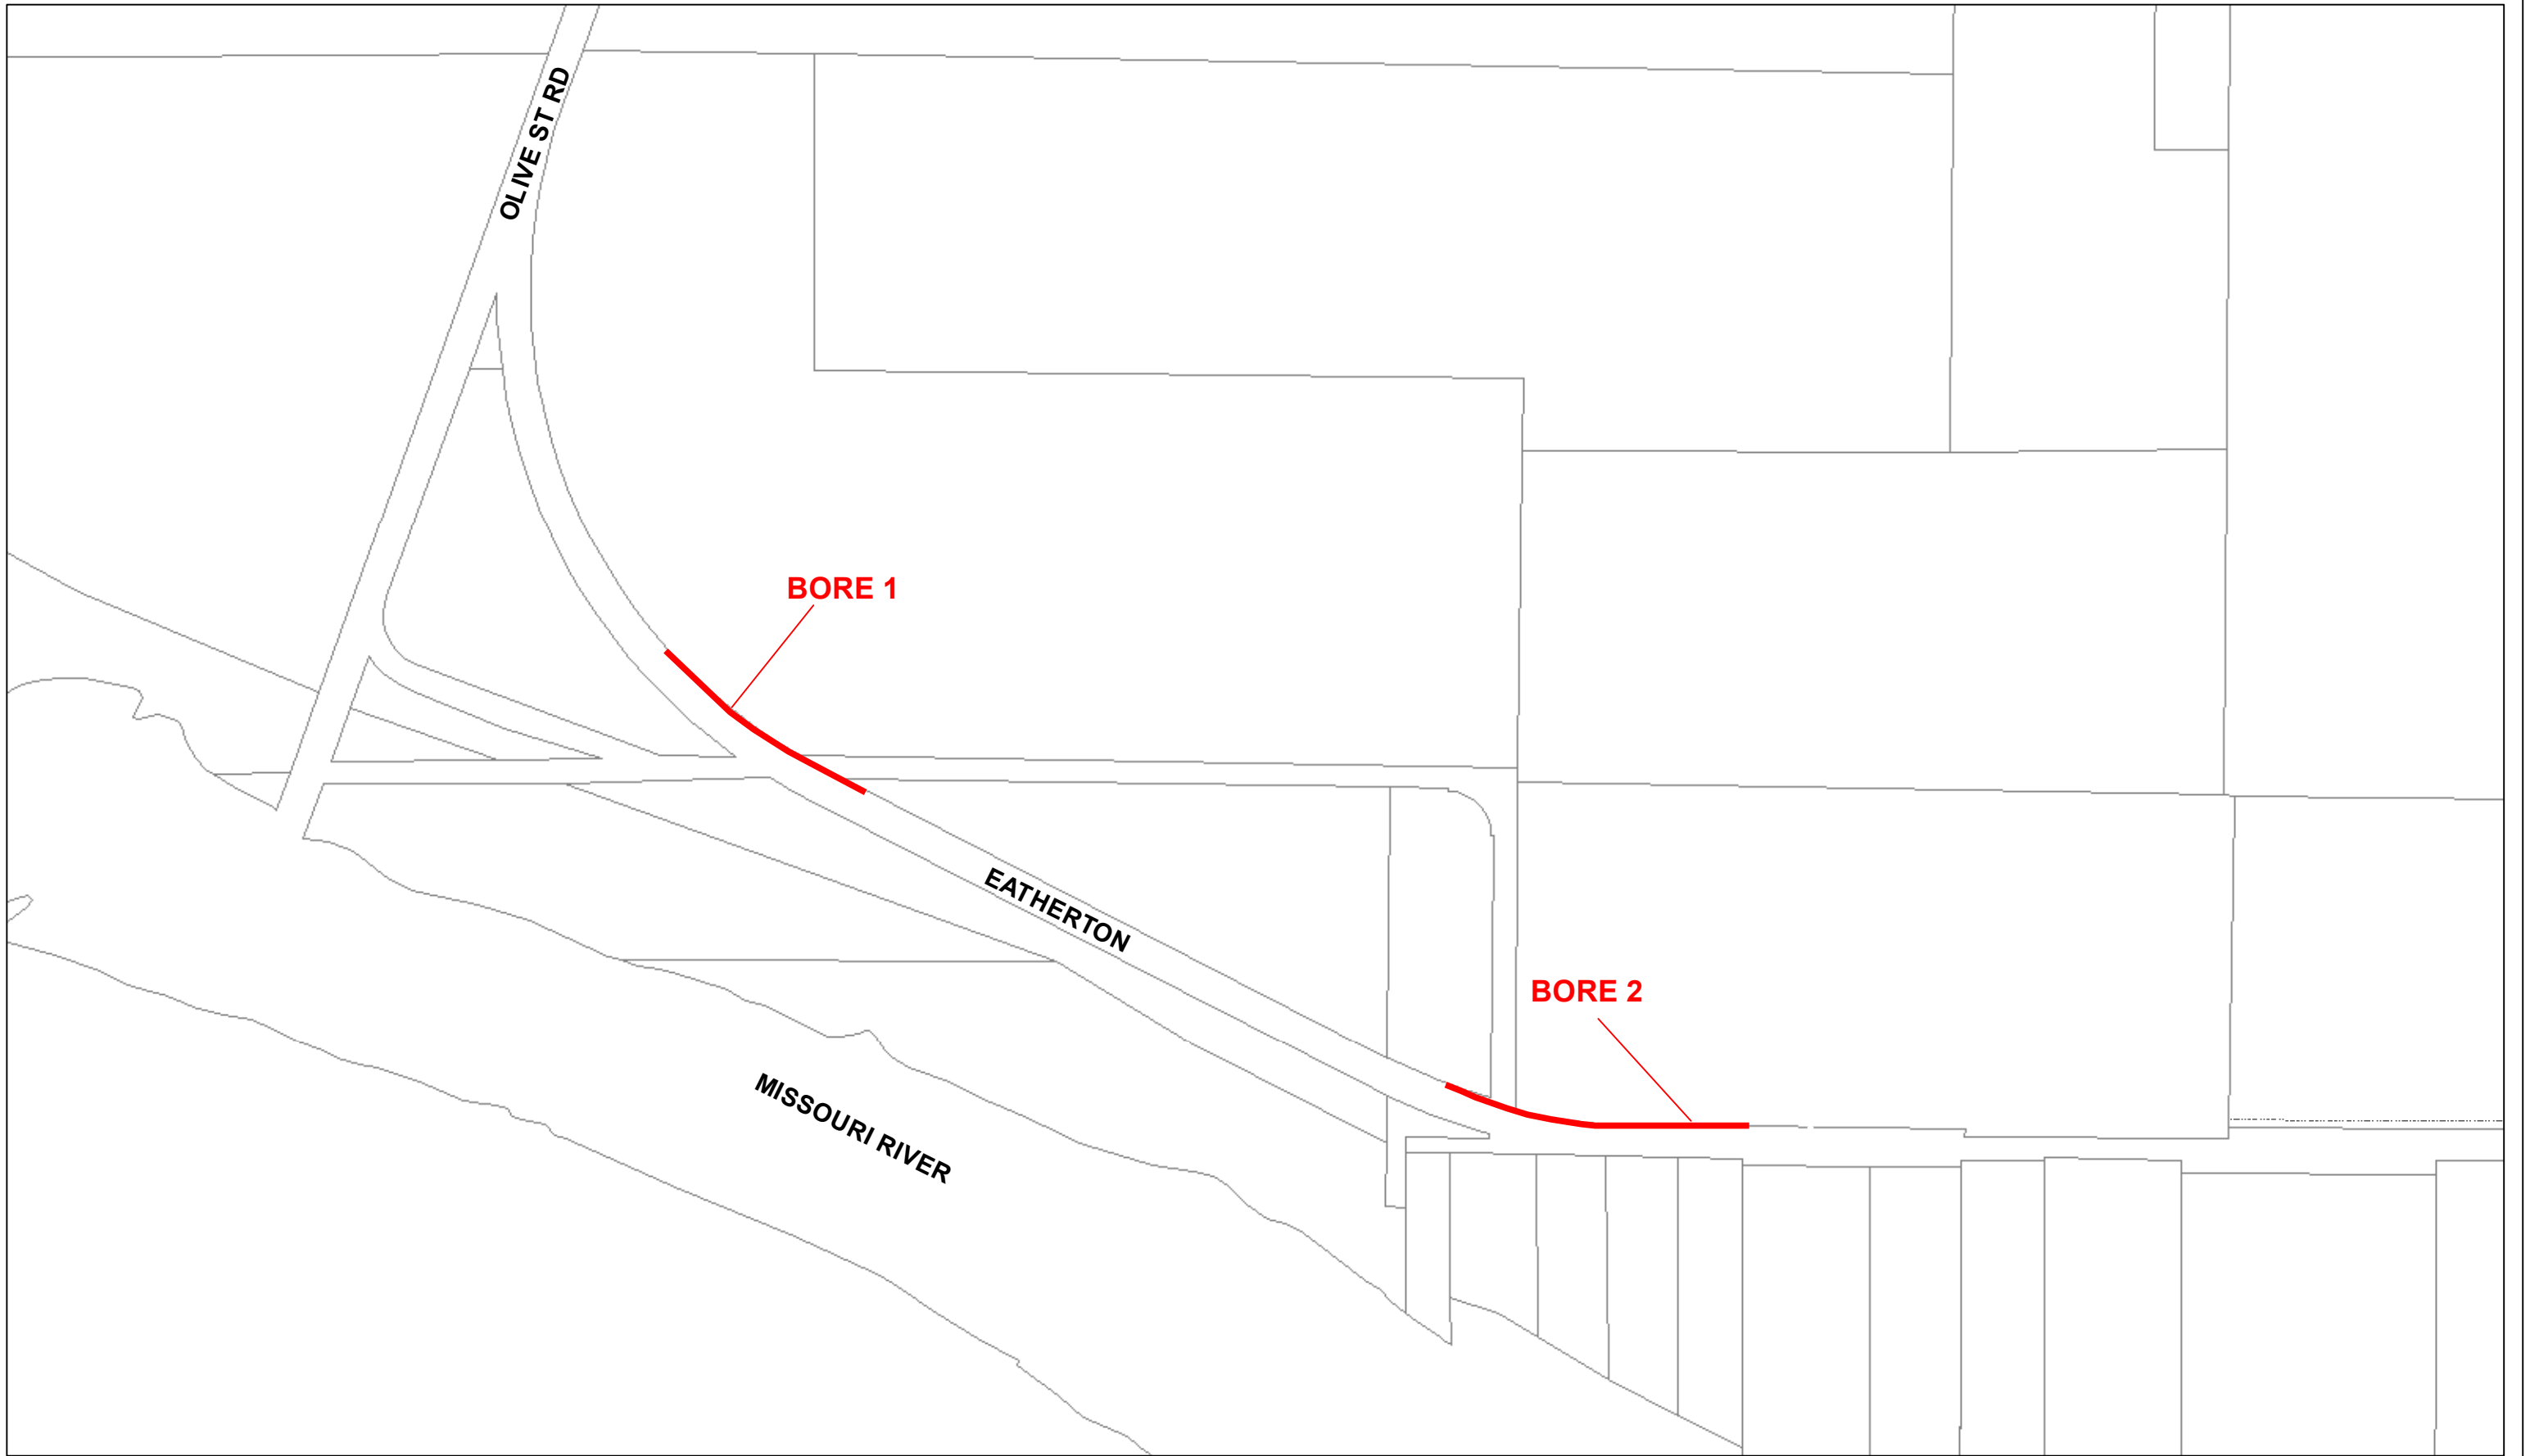 OLIVE ST RD
BORE 1
EATHERTON
BORE 2
MISSOURI RIVER